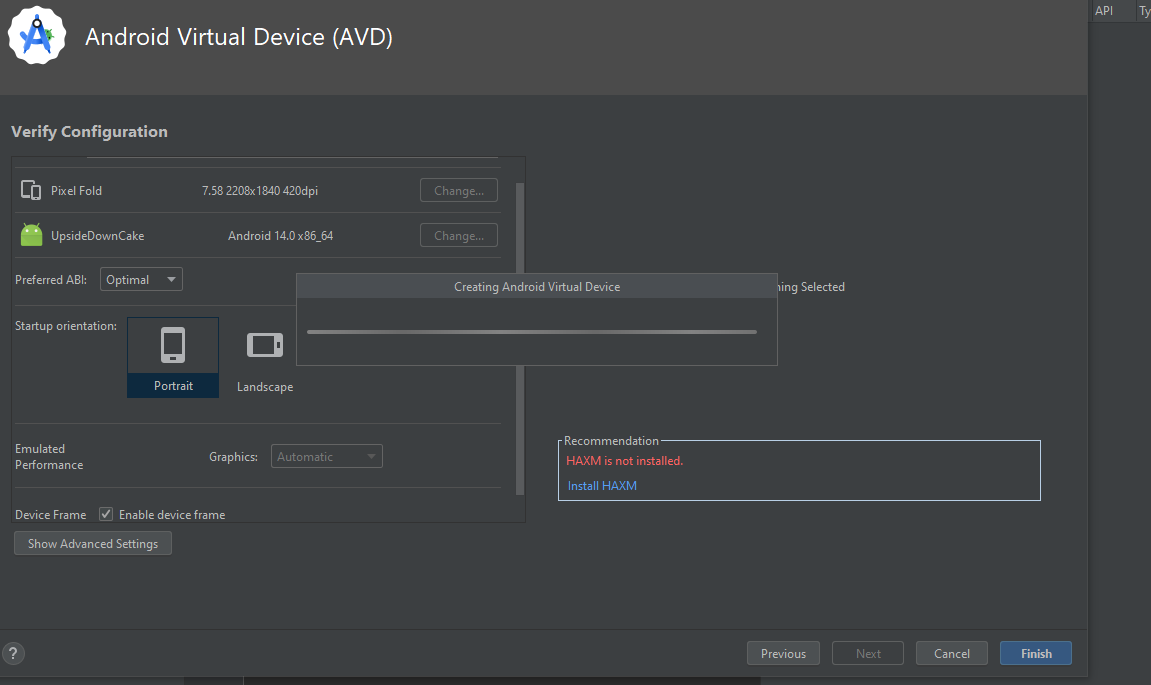 Android Virtual Device (AVD)
API
Verify Configuration
Pixel Fold 7.58 2208x1840 420dpi Change...
UpsideDownCake Android 14.0 x86_64 Change...
Preferred ABI: Optimal
Creating Android Virtual Device
Selected
Startup orientation:
Portrait
Landscape
Emulated
Performance
Graphics: Automatic
Recommendation
HAXM is not installed.
Install HAXM
Device Frame Enable device frame
Show Advanced Settings
?
Previous Next Cancel Finish